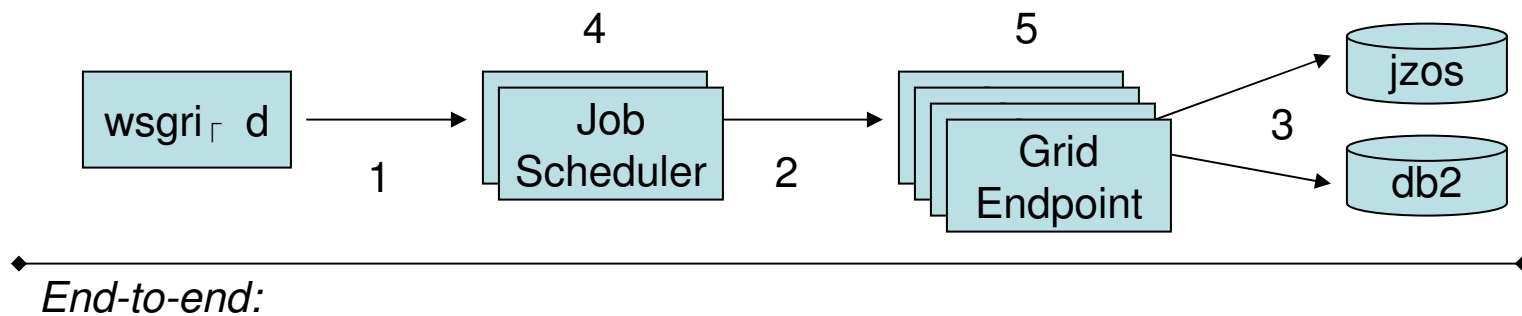 4
5
jzos
wsgri┌ d
Job
Scheduler
Grid
Endpoint
1
2
3
db2
End-to-end: